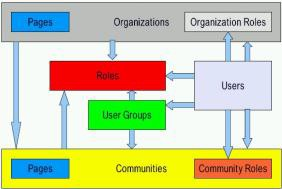 Pages
Organizations
Organization Roles
Roles
Users
User Groups
Pages
Communities
Community Roles